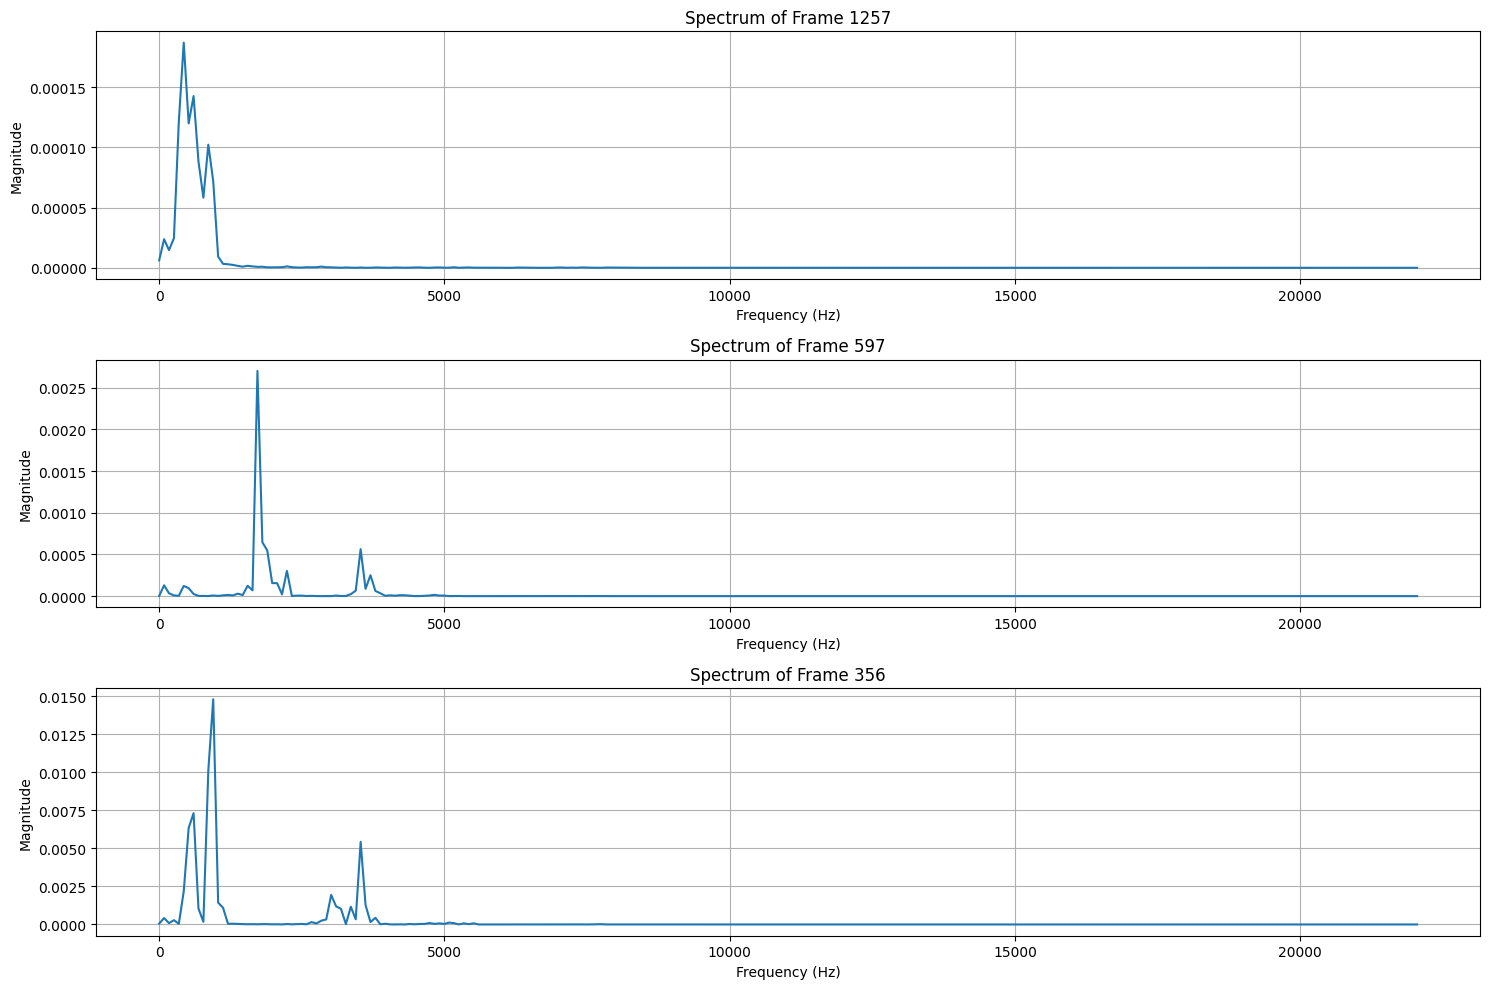 Spectrum of Frame 1257
Magnitude
0.00015
0.00010
0.00005
0.00000
0 5000 10000 15000 20000
Frequency (Hz)
Spectrum of Frame 597
Magnitude
0.0025
0.0020
0.0015
0.0010
0.0005
0.0000
0 5000 10000 15000 20000
Frequency (Hz)
Spectrum of Frame 356
Magnitude
0.0150
0.0125
0.0100
0.0075
0.0050
0.0025
0.0000
0 5000 10000 15000 20000
Frequency (Hz)